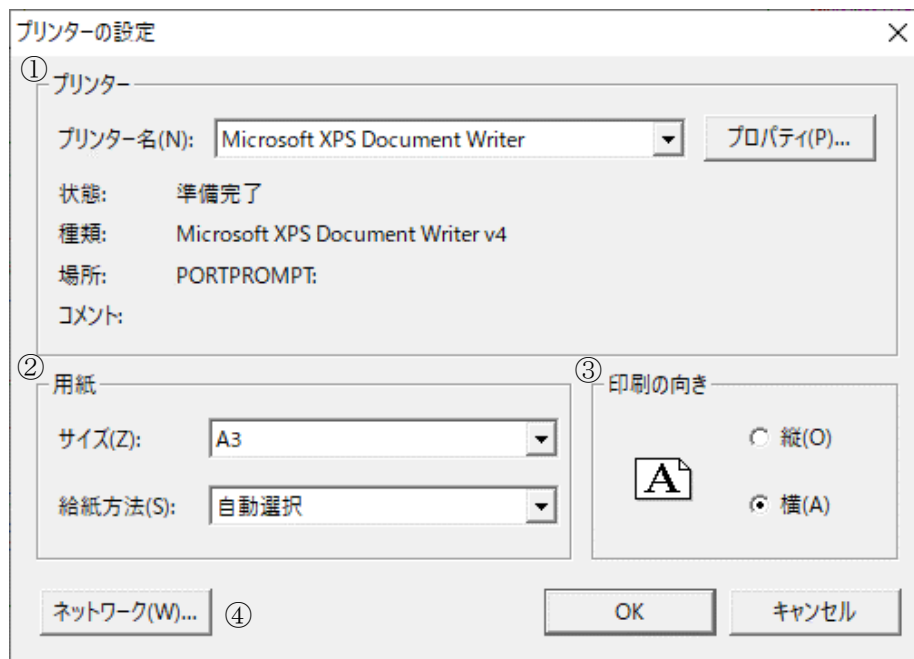 プリンターの設定
① プリンター
プリンター名(N): Microsoft XPS Document Writer プロパティ(P)...
状態: 準備完了
種類: Microsoft XPS Document Writer v4
場所: PORTPROMPT:
コメント:
② 用紙
サイズ(Z): A3
給紙方法(S): 自動選択
③ 印刷の向き
A
縦(O)
横(A)
ネットワーク(W)... ④ OK キャンセル